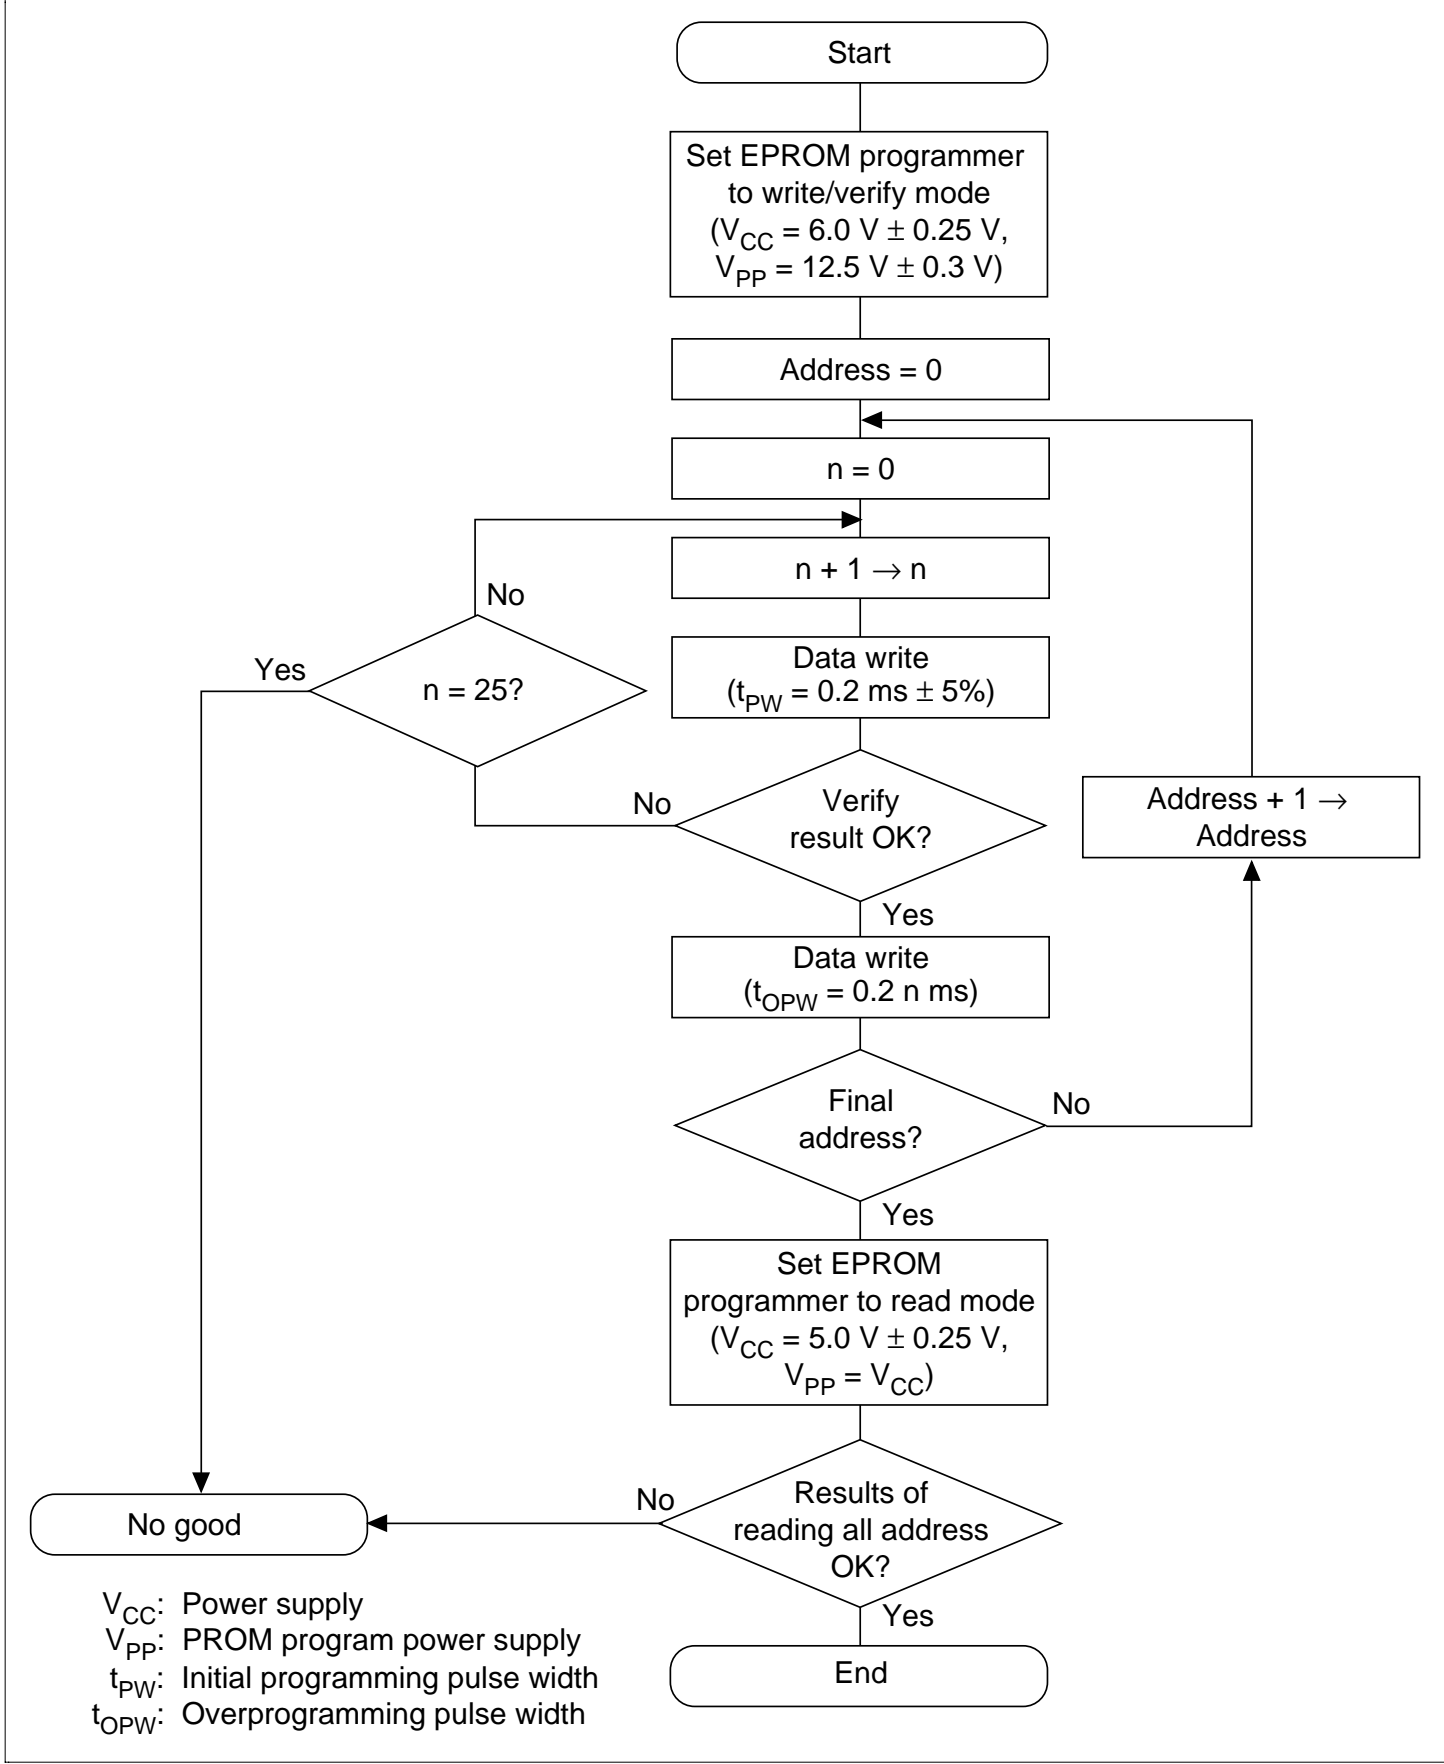 Start
Set EPROM programmer
to write/verify mode
(VCC = 6.0 V ± 0.25 V,
VPP = 12.5 V ± 0.3 V)
Address = 0
n = 0
n + 1 → n
No
Yes
n = 25?
Data write
(tPW = 0.2 ms ± 5%)
No
Verify
result OK?
Address + 1 →
Address
Yes
Data write
(tOPW = 0.2 n ms)
Final
address?
No
Yes
Set EPROM
programmer to read mode
(VCC = 5.0 V ± 0.25 V,
VPP = VCC)
No
Results of
reading all address
OK?
No good
Yes
End
VCC: Power supply
VPP: PROM program power supply
tPW: Initial programming pulse width
tOPW: Overprogramming pulse width